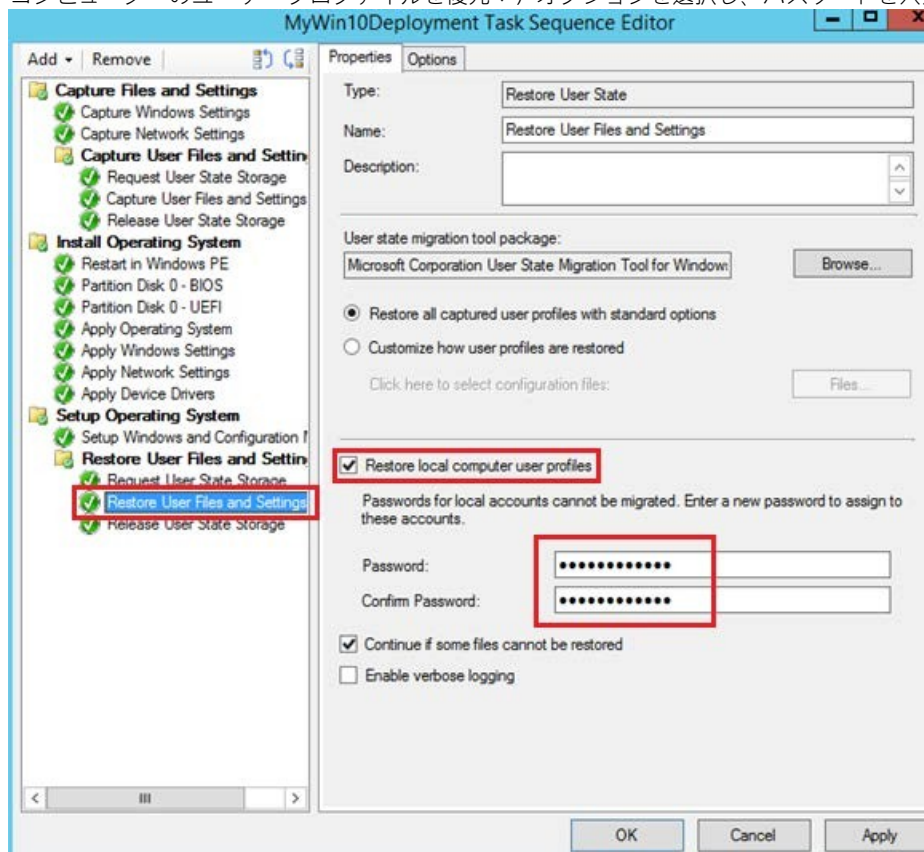 MyWin10Deployment Task Sequence Editor
Add Remove
Capture Files and Settings
Capture Windows Settings
Capture Network Settings
Capture User Files and Settin
Request User State Storage
Capture User Files and Settings
Release User State Storage
Install Operating System
Restart in Windows PE
Partition Disk 0 - BIOS
Partition Disk 0 - UEFI
Apply Operating System
Apply Windows Settings
Apply Network Settings
Apply Device Drivers
Setup Operating System
Setup Windows and Configuration
Restore User Files and Settin
Request User State Storage
Restore User Files and Settings
Release User State Storage
Properties Options
Type: Restore User State
Name: Restore User Files and Settings
Description:
User state migration tool package:
Microsoft Corporation User State Migration Tool for Window
Browse...
Restore all captured user profiles with standard options
Customize how user profiles are restored
Click here to select configuration files: Files...
Restore local computer user profiles
Passwords for local accounts cannot be migrated. Enter a new password to assign to
these accounts.
Password: ●●●●●●●●●●●●
Confirm Password: ●●●●●●●●●●●●
Continue if some files cannot be restored
Enable verbose logging
OK Cancel Apply